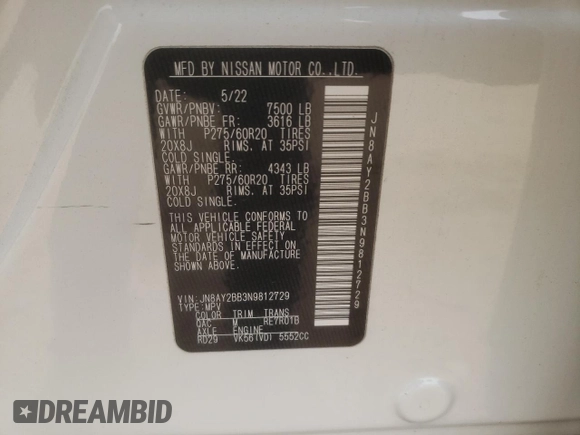 MFD BY NISSAN MOTOR CO.,LTD.
DATE: 5/22
GVWR/PNBV: 7500 LB
GAWR/PNBE FR: 3616 LB
WITH P275/60R20 TIRES
20X8J RIMS. AT 35PSI
COLD SINGLE.
GAWR/PNBE RR: 4343 LB
WITH P275/60R20 TIRES
20X8J RIMS. AT 35PSI
COLD SINGLE.
THIS VEHICLE CONFORMS TO
ALL APPLICABLE FEDERAL
MOTOR VEHICLE SAFETY
STANDARDS IN EFFECT ON
THE DATE OF MANUFACTURE
SHOWN ABOVE.
VIN: JN8AY2BB3N9812729
TYPE: MPV
COLOR TRIM TRANS
QAC M RE7R01B
AXLE ENGINE
RD29 VK56(VD) 5552CC
JN8AY2BB3N9812729
DREAMBID